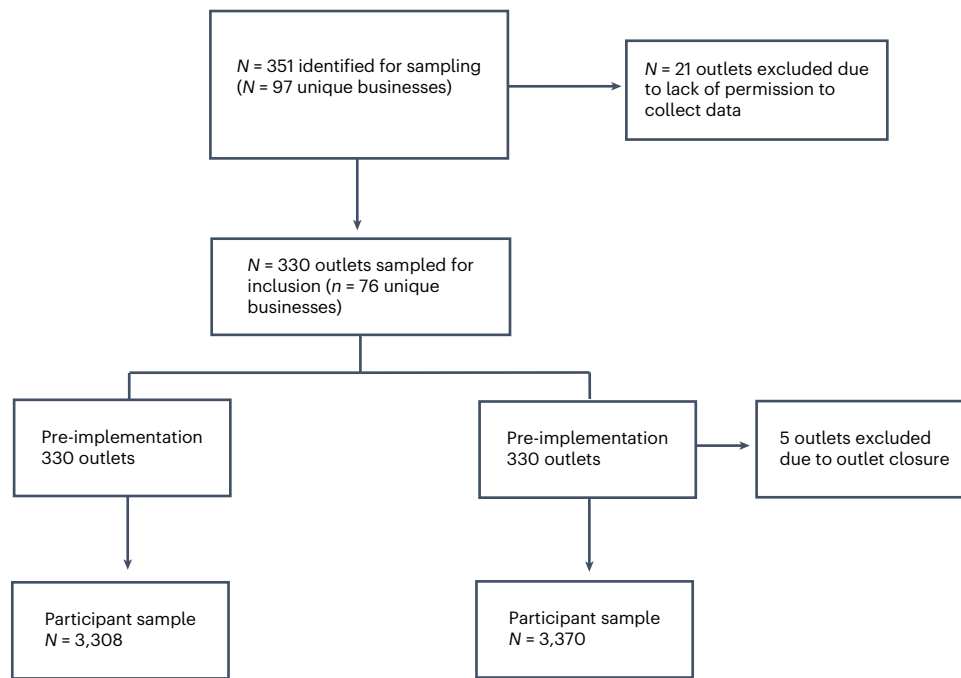 N = 351 identified for sampling
(N = 97 unique businesses)
N = 21 outlets excluded due
to lack of permission to
collect data
N = 330 outlets sampled for
inclusion (n = 76 unique
businesses)
Pre-implementation
330 outlets
Pre-implementation
330 outlets
5 outlets excluded
due to outlet closure
Participant sample
N = 3,308
Participant sample
N = 3,370